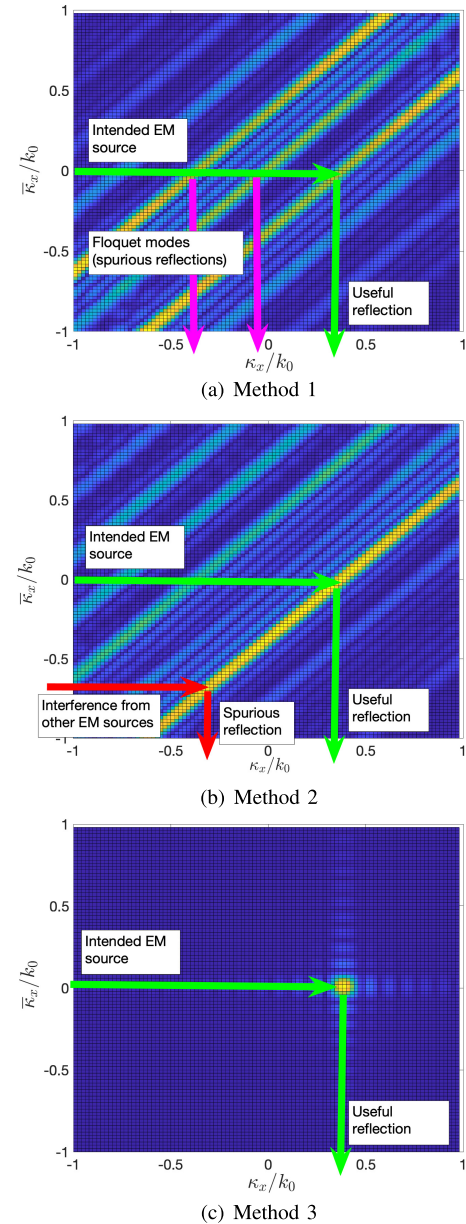 1
0.5
0
-0.5
-1
κ̅ₓ/k₀
Intended EM
source
Floquet modes
(spurious reflections)
Useful
reflection
-1 -0.5 0 0.5 1
κₓ/k₀
(a) Method 1
1
0.5
0
-0.5
-1
κ̅ₓ/k₀
Intended EM
source
Interference from
other EM sources
Spurious
reflection
Useful
reflection
-1 -0.5 0 0.5 1
κₓ/k₀
(b) Method 2
1
0.5
0
-0.5
-1
κ̅ₓ/k₀
Intended EM
source
Useful
reflection
-1 -0.5 0 0.5 1
κₓ/k₀
(c) Method 3